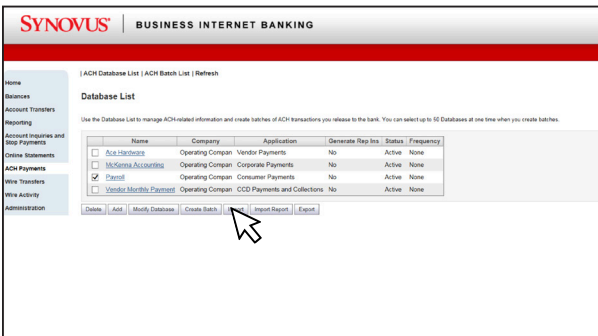 SYNOVUS® BUSINESS INTERNET BANKING
| ACH Database List | ACH Batch List | Refresh
Home
Balances
Account Transfers
Reporting
Account Inquiries and
Stop Payments
Online Statements
ACH Payments
Wire Transfers
Wire Activity
Administration
Database List
Use the Database List to manage ACH-related information and create batches of ACH transactions you release to the bank. You can select up to 50 Databases at one time when you create batches.
Name Company Application Generate Rep Ins Status Frequency
Ace Hardware Operating Compan Vendor Payments No Active None
McKenna Accounting Operating Compan Corporate Payments No Active None
Payroll Operating Compan Consumer Payments No Active None
Vendor Monthly Payment Operating Compan CCD Payments and Collections No Active None
Delete Add Modify Database Create Batch Import Report Export